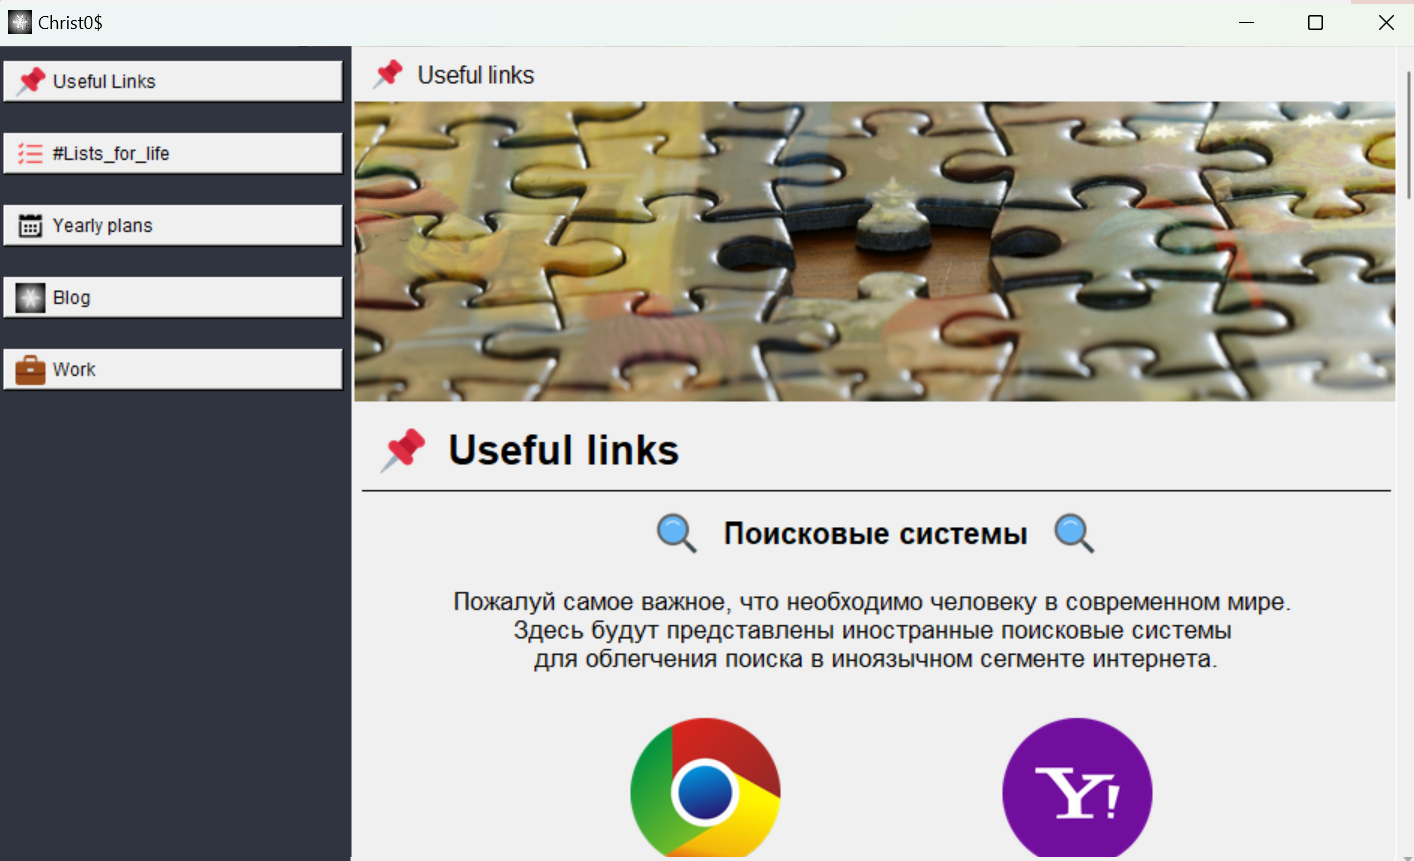 Christ0$
Useful Links
#Lists_for_life
Yearly plans
Blog
Work
Useful links
Useful links
Поисковые системы
Пожалуй самое важное, что необходимо человеку в современном мире.
Здесь будут представлены иностранные поисковые системы
для облегчения поиска в иноязычном сегменте интернета.
Y!